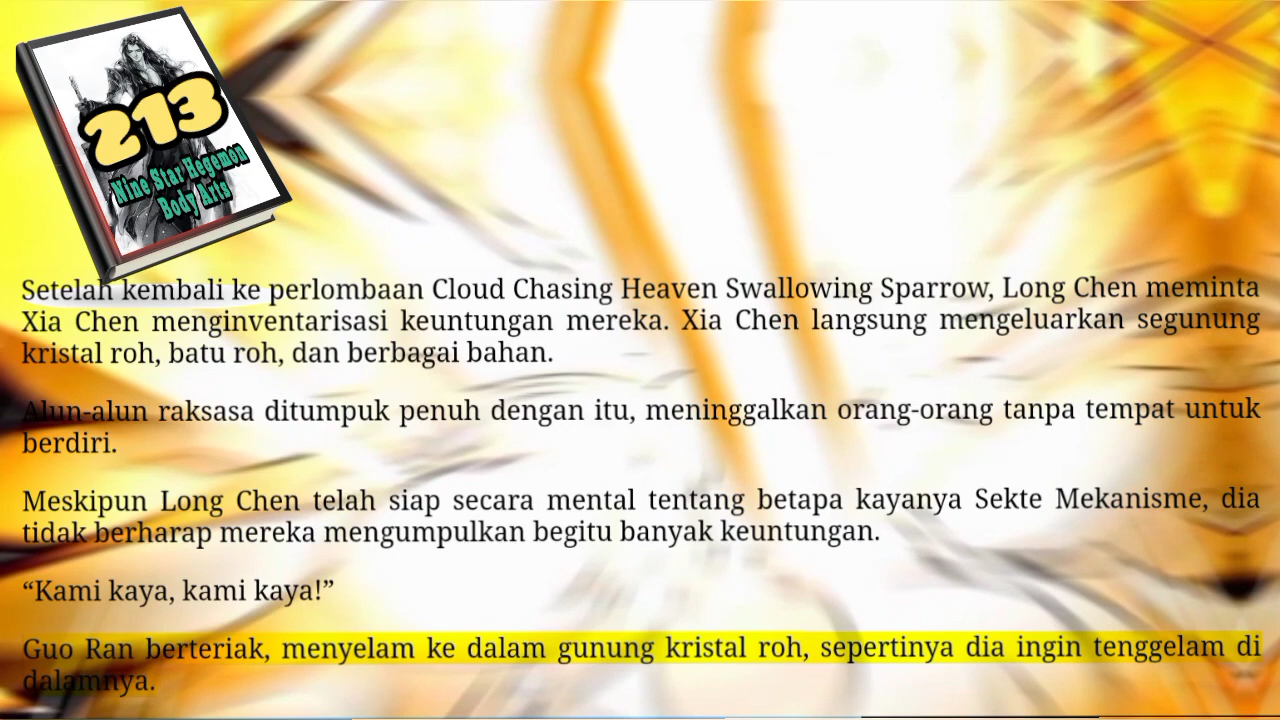 213
Nine Star Hegemon
Body Arts
Setelah kembali ke perlombaan Cloud Chasing Heaven Swallowing Sparrow, Long Chen meminta
Xia Chen menginventarisasi keuntungan mereka. Xia Chen langsung mengeluarkan segunung
kristal roh, batu roh, dan berbagai bahan.
Alun-alun raksasa ditumpuk penuh dengan itu, meninggalkan orang-orang tanpa tempat untuk
berdiri.
Meskipun Long Chen telah siap secara mental tentang betapa kayanya Sekte Mekanisme, dia
tidak berharap mereka mengumpulkan begitu banyak keuntungan.
“Kami kaya, kami kaya!”
Guo Ran berteriak, menyelam ke dalam gunung kristal roh, sepertinya dia ingin tenggelam di
dalamnya.